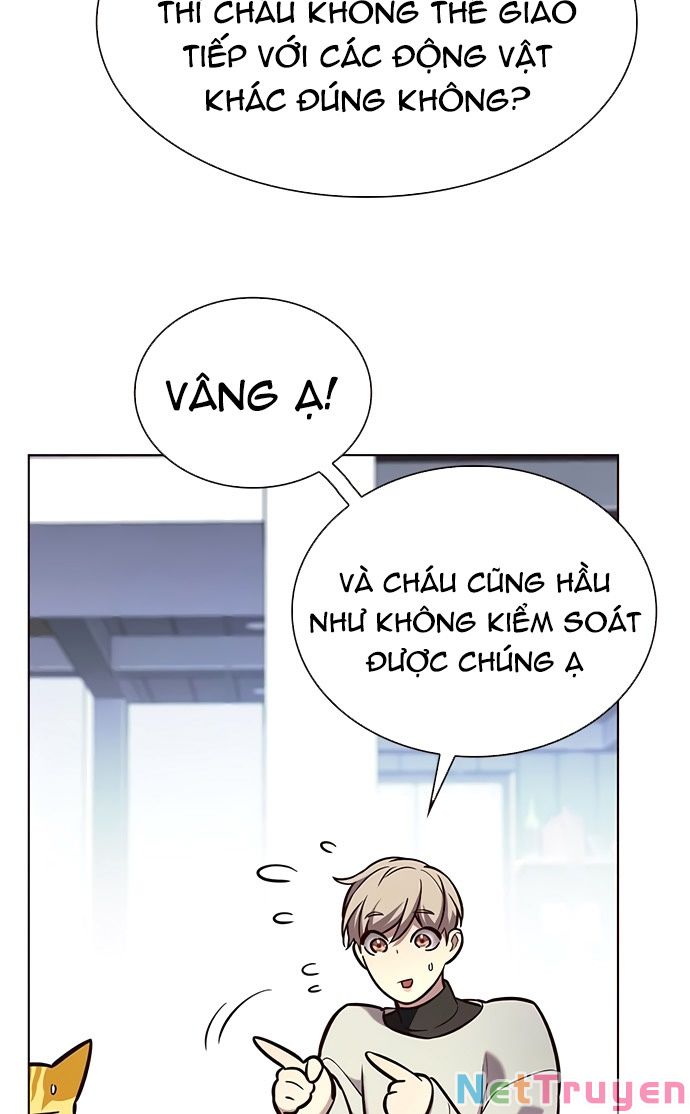 THÌ CHÁU KHÔNG THỂ GIAO
TIẾP VỚI CÁC ĐỘNG VẬT
KHÁC ĐÚNG KHÔNG?
VÂNG Ạ!
VÀ CHÁU CŨNG HẦU
NHƯ KHÔNG KIỂM SOÁT
ĐƯỢC CHÚNG Ạ
NetTruyen